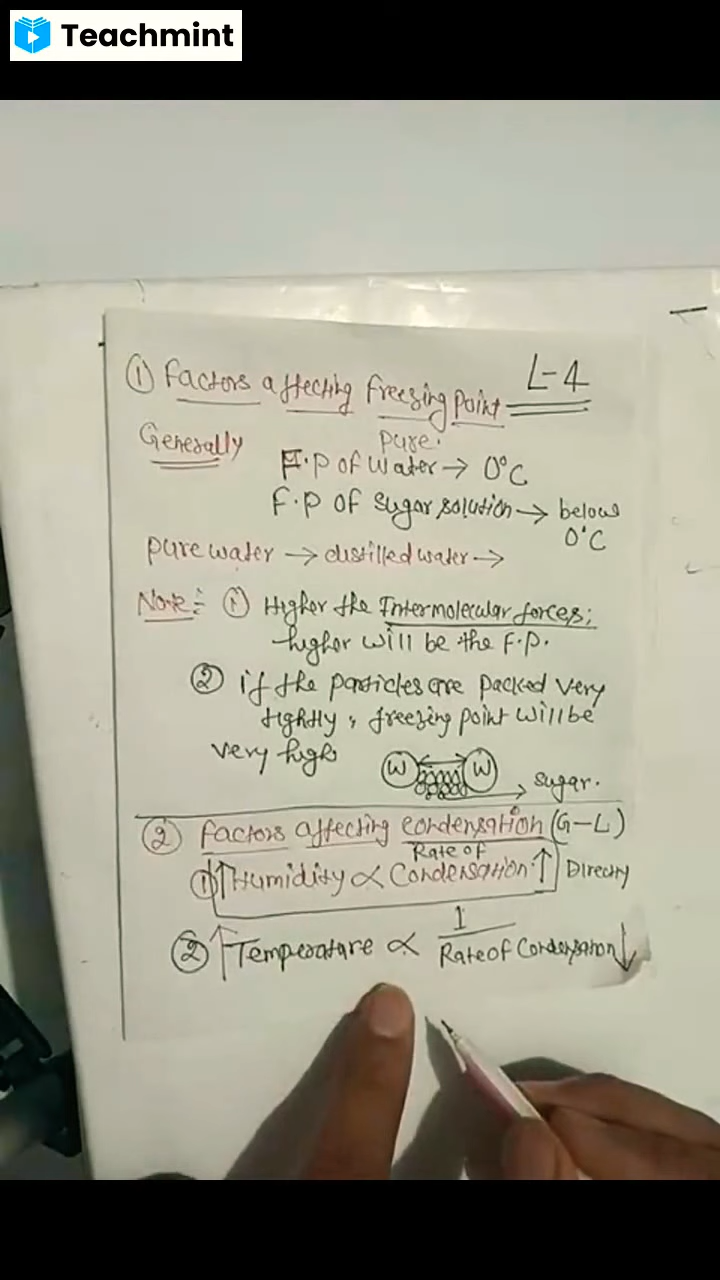 Teachmint
L-4
① Factors affecting Freezing Point
Generally
pure.
F.P of Water → 0°C
F.P of Sugar solution → below
0°C
pure water → distilled water →
Note:- ① Higher the Intermolecular forces;
higher will be the F.P.
② if the particles are packed very
tightly, freezing point will be
very high
W W
→ sugar.
② factors affecting condensation (G-L)
Rate of
① ↑ Humidity ∝ Condensation ↑ Directly
② ↑ Temperature ∝ 1
Rate of Condensation ↓